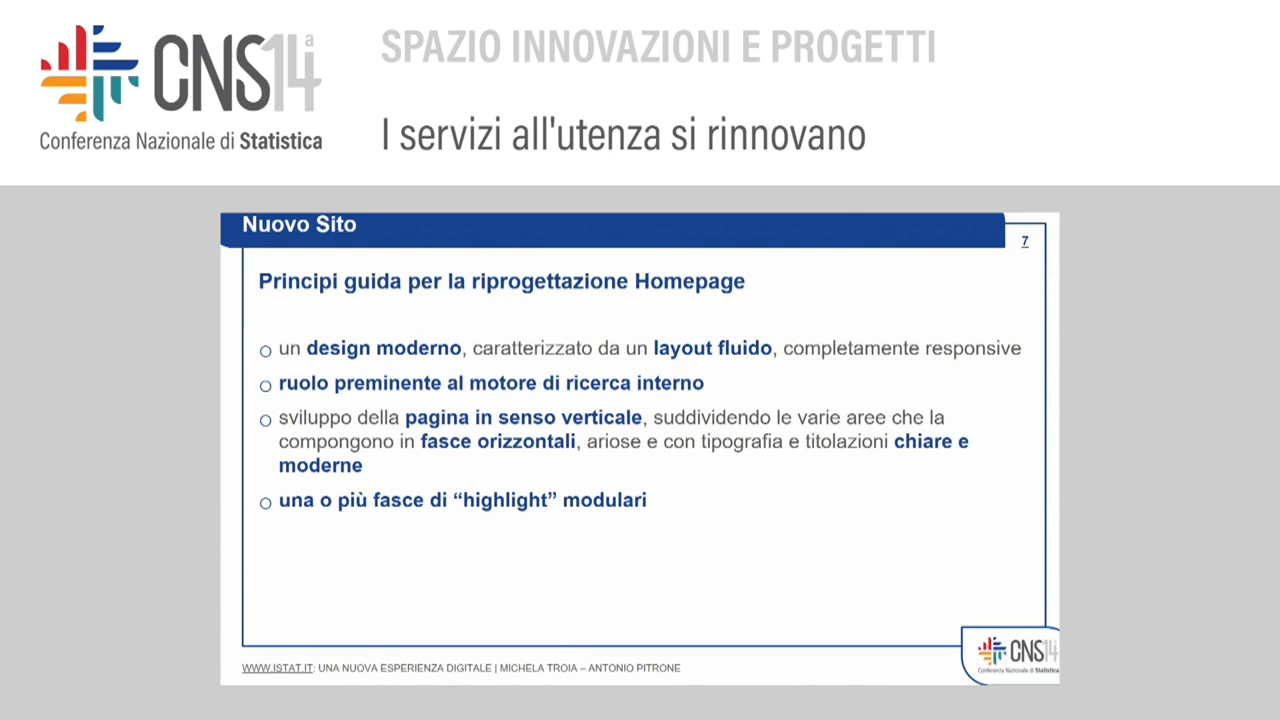 CNS14ª
Conferenza Nazionale di Statistica
SPAZIO INNOVAZIONI E PROGETTI
I servizi all'utenza si rinnovano
Nuovo Sito
7
Principi guida per la riprogettazione Homepage
un design moderno, caratterizzato da un layout fluido, completamente responsive
ruolo preminente al motore di ricerca interno
sviluppo della pagina in senso verticale, suddividendo le varie aree che la
compongono in fasce orizzontali, ariose e con tipografia e titolazioni chiare e
moderne
una o più fasce di “highlight” modulari
WWW.ISTAT.IT: UNA NUOVA ESPERIENZA DIGITALE | MICHELA TROIA – ANTONIO PITRONE
CNS14
Conferenza Nazionale di Statistica